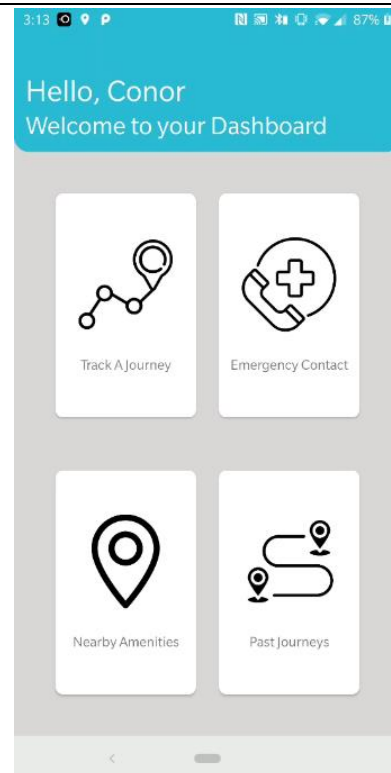 3:13 87%
Hello, Conor
Welcome to your Dashboard
Track A Journey
Emergency Contact
Nearby Amenities
Past Journeys